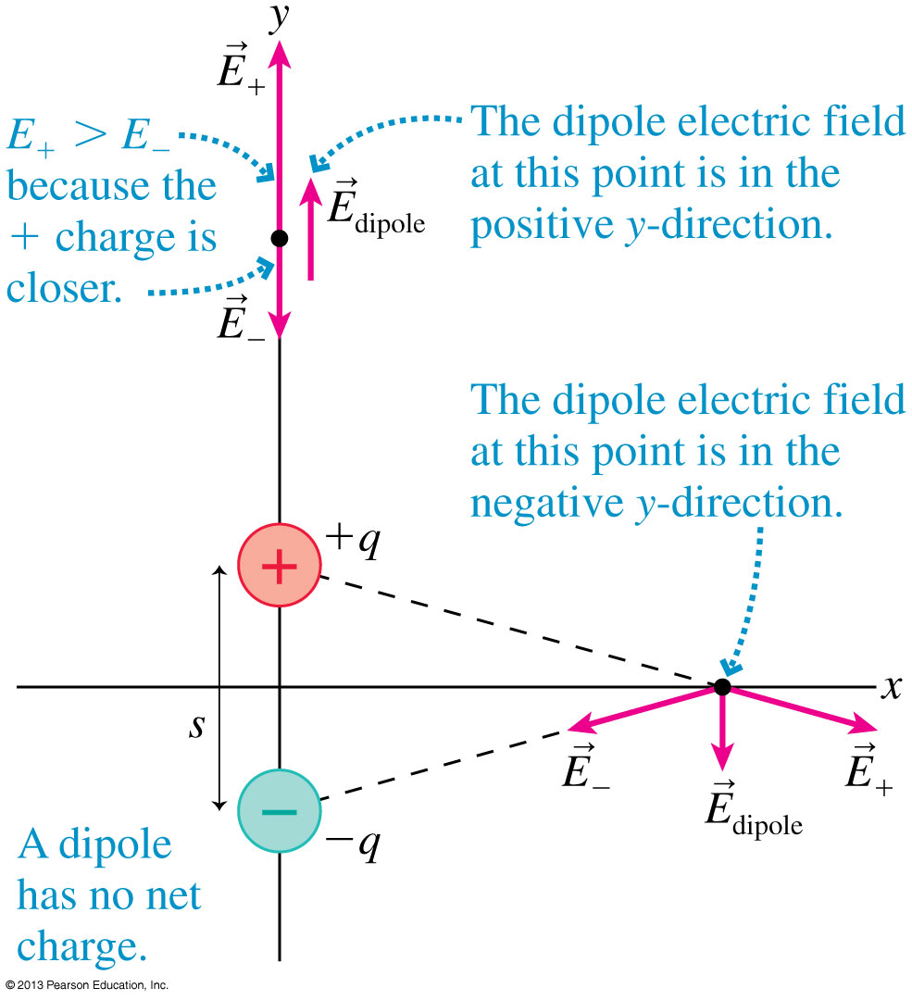 y
E⃗₊
E₊ > E₋
because the
+ charge is
closer.
E⃗dipole
The dipole electric field
at this point is in the
positive y-direction.
E⃗₋
The dipole electric field
at this point is in the
negative y-direction.
+q
+
x
s
E⃗₋
E⃗dipole
E⃗₊
−
−q
A dipole
has no net
charge.
© 2013 Pearson Education, Inc.